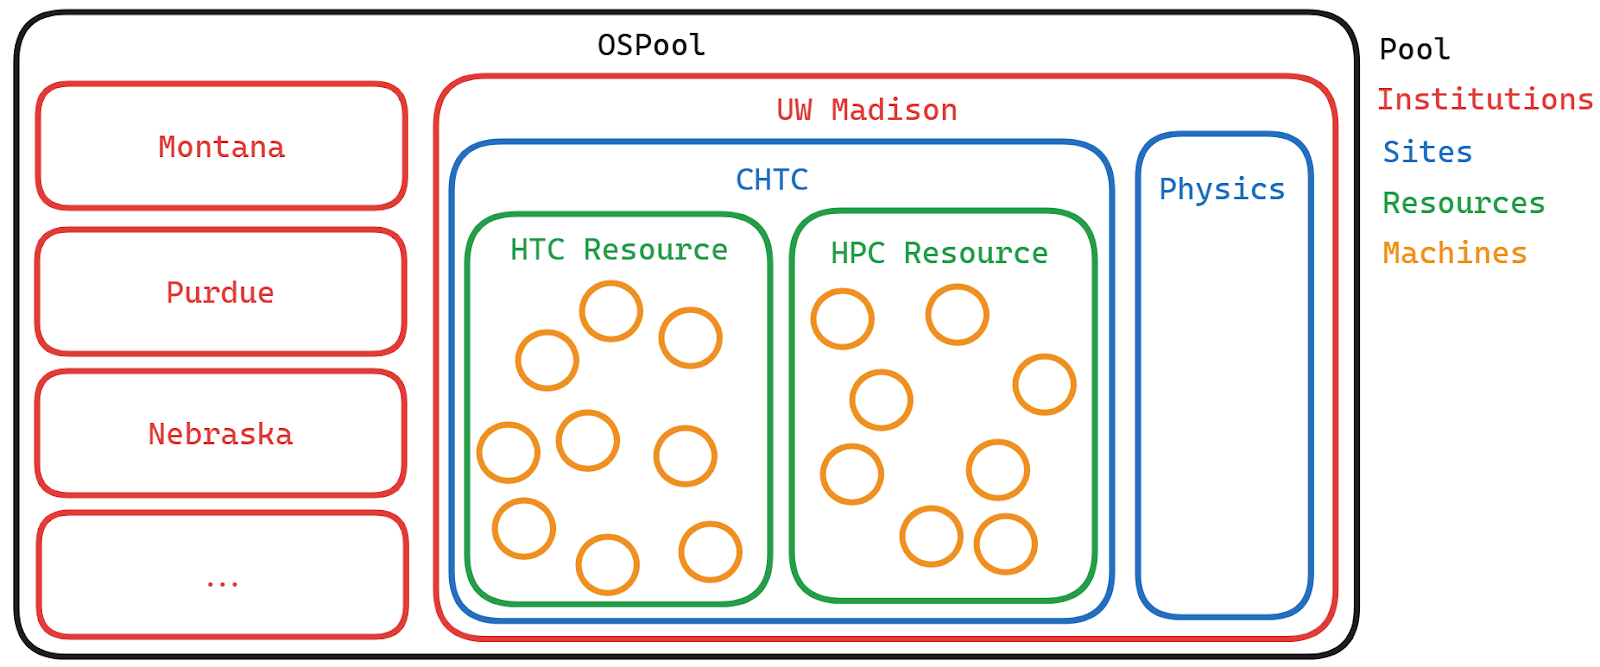 OSPool
Montana
Purdue
Nebraska
...
UW Madison
CHTC
HTC Resource
HPC Resource
Physics
Pool
Institutions
Sites
Resources
Machines